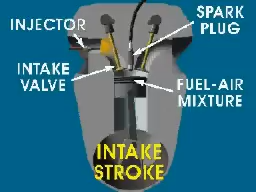 INJECTOR
SPARK
PLUG
INTAKE
VALVE
FUEL-AIR
MIXTURE
INTAKE
STROKE